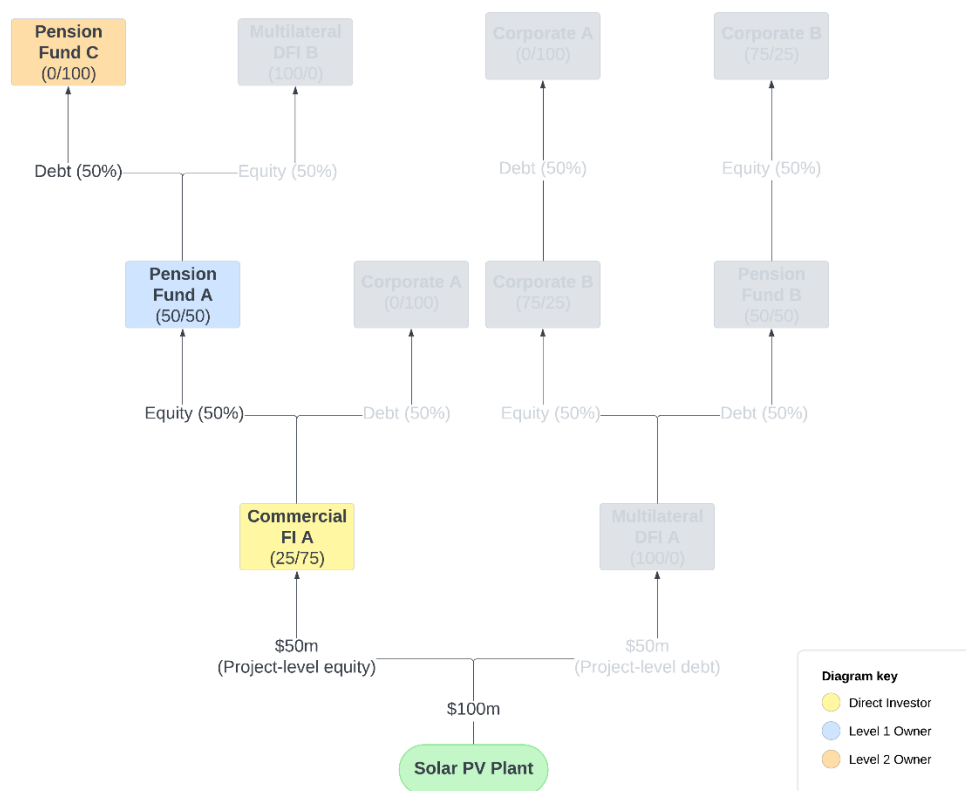 Pension
Fund C
(0/100)
Multilateral
DFI B
(100/0)
Corporate A
(0/100)
Corporate B
(75/25)
Debt (50%)
Equity (50%)
Debt (50%)
Equity (50%)
Pension
Fund A
(50/50)
Corporate A
(0/100)
Corporate B
(75/25)
Pension
Fund B
(50/50)
Equity (50%)
Debt (50%)
Equity (50%)
Debt (50%)
Commercial
FI A
(25/75)
Multilateral
DFI A
(100/0)
$50m
(Project-level equity)
$50m
(Project-level debt)
$100m
Solar PV Plant
Diagram key
Direct Investor
Level 1 Owner
Level 2 Owner